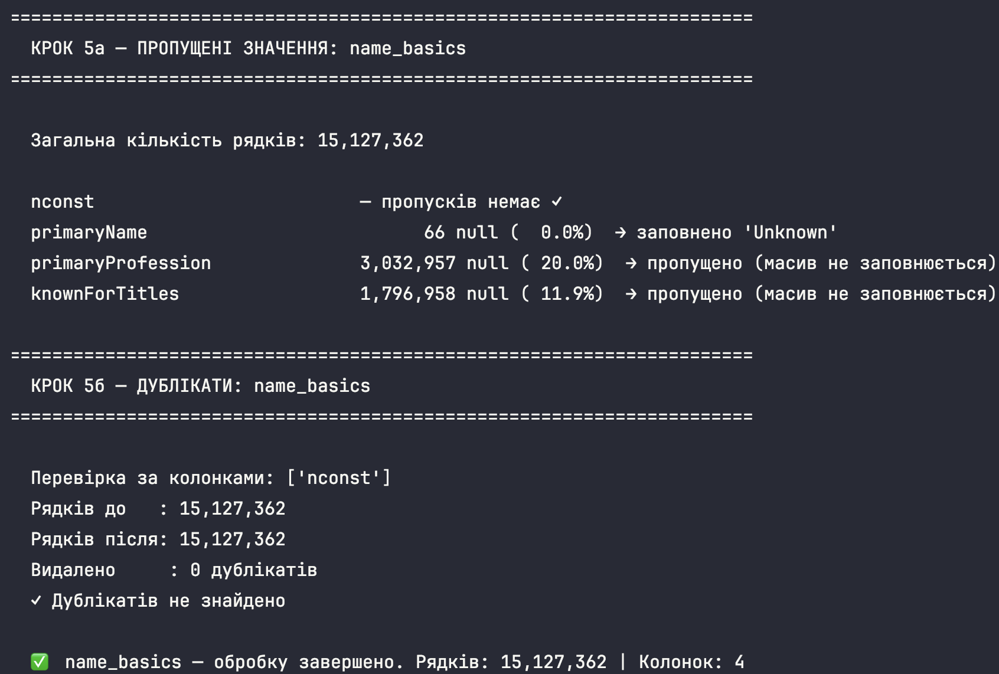 ======================================================================
КРОК 5а — ПРОПУЩЕНІ ЗНАЧЕННЯ: name_basics
======================================================================
Загальна кількість рядків: 15,127,362
nconst — пропусків немає ✓
primaryName 66 null (  0.0%)  → заповнено 'Unknown'
primaryProfession 3,032,957 null ( 20.0%)  → пропущено (масив не заповнюється)
knownForTitles 1,796,958 null ( 11.9%)  → пропущено (масив не заповнюється)
======================================================================
КРОК 5б — ДУБЛІКАТИ: name_basics
======================================================================
Перевірка за колонками: ['nconst']
Рядків до   : 15,127,362
Рядків після: 15,127,362
Видалено     : 0 дублікатів
✓ Дублікатів не знайдено
✅ name_basics — обробку завершено. Рядків: 15,127,362 | Колонок: 4